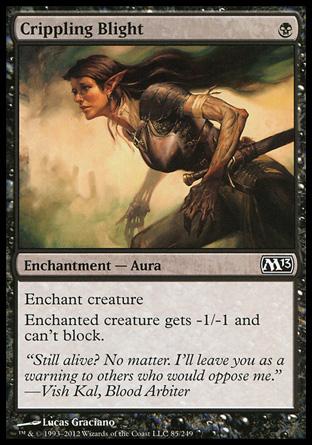 Crippling Blight
Enchantment — Aura
M13
Enchant creature
Enchanted creature gets -1/-1 and
can't block.
"Still alive? No matter. I'll leave you as a
warning to others who would oppose me."
—Vish Kal, Blood Arbiter
Lucas Graciano
™ & © 1993–2012 Wizards of the Coast LLC 85/249